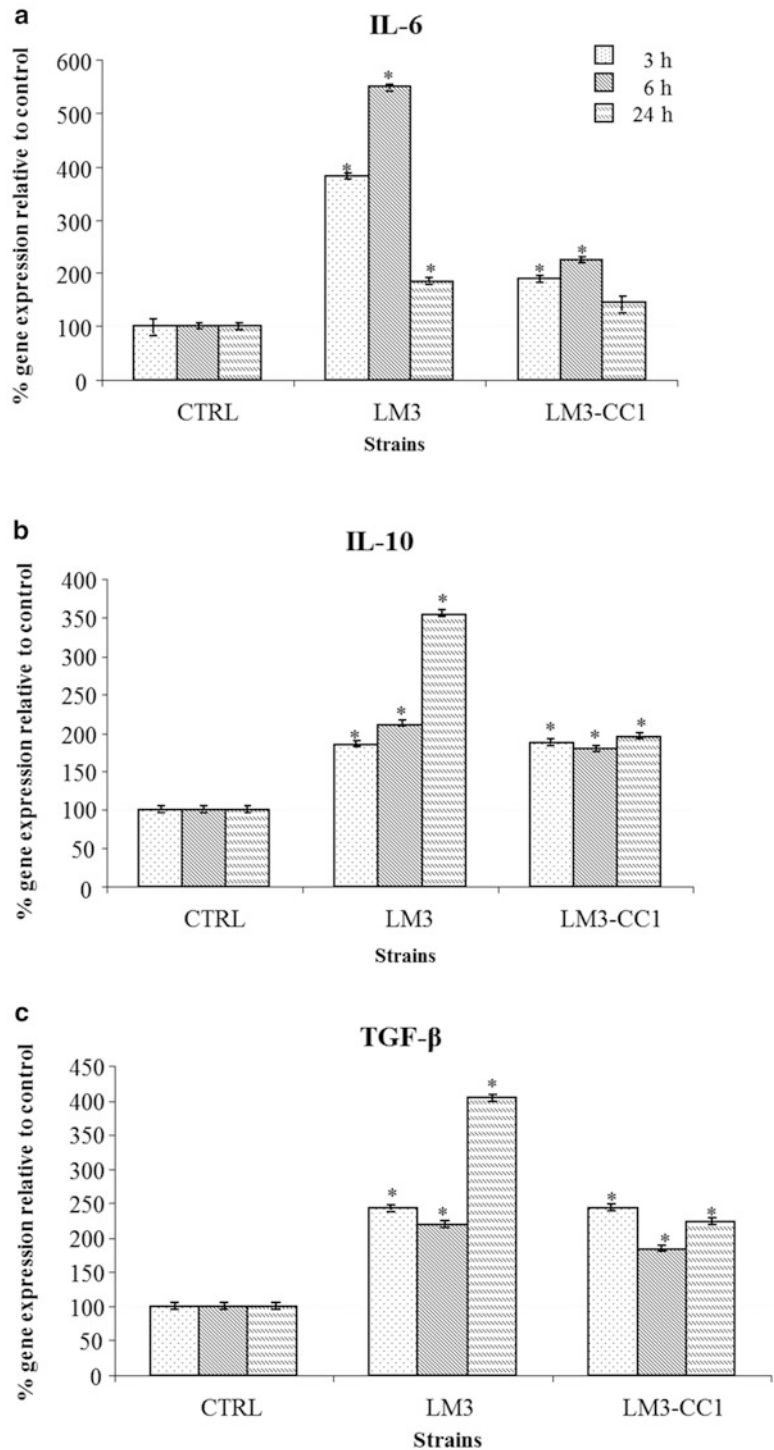 a
IL-6
3 h
6 h
24 h
% gene expression relative to control
600
500
400
300
200
100
0
*
*
*
*
*
CTRL LM3 LM3-CC1
Strains
b
IL-10
% gene expression relative to control
400
350
300
250
200
150
100
50
0
*
*
*
*
*
*
CTRL LM3 LM3-CC1
Strains
c
TGF-β
% gene expression relative to control
450
400
350
300
250
200
150
100
50
0
*
*
*
*
*
*
CTRL LM3 LM3-CC1
Strains